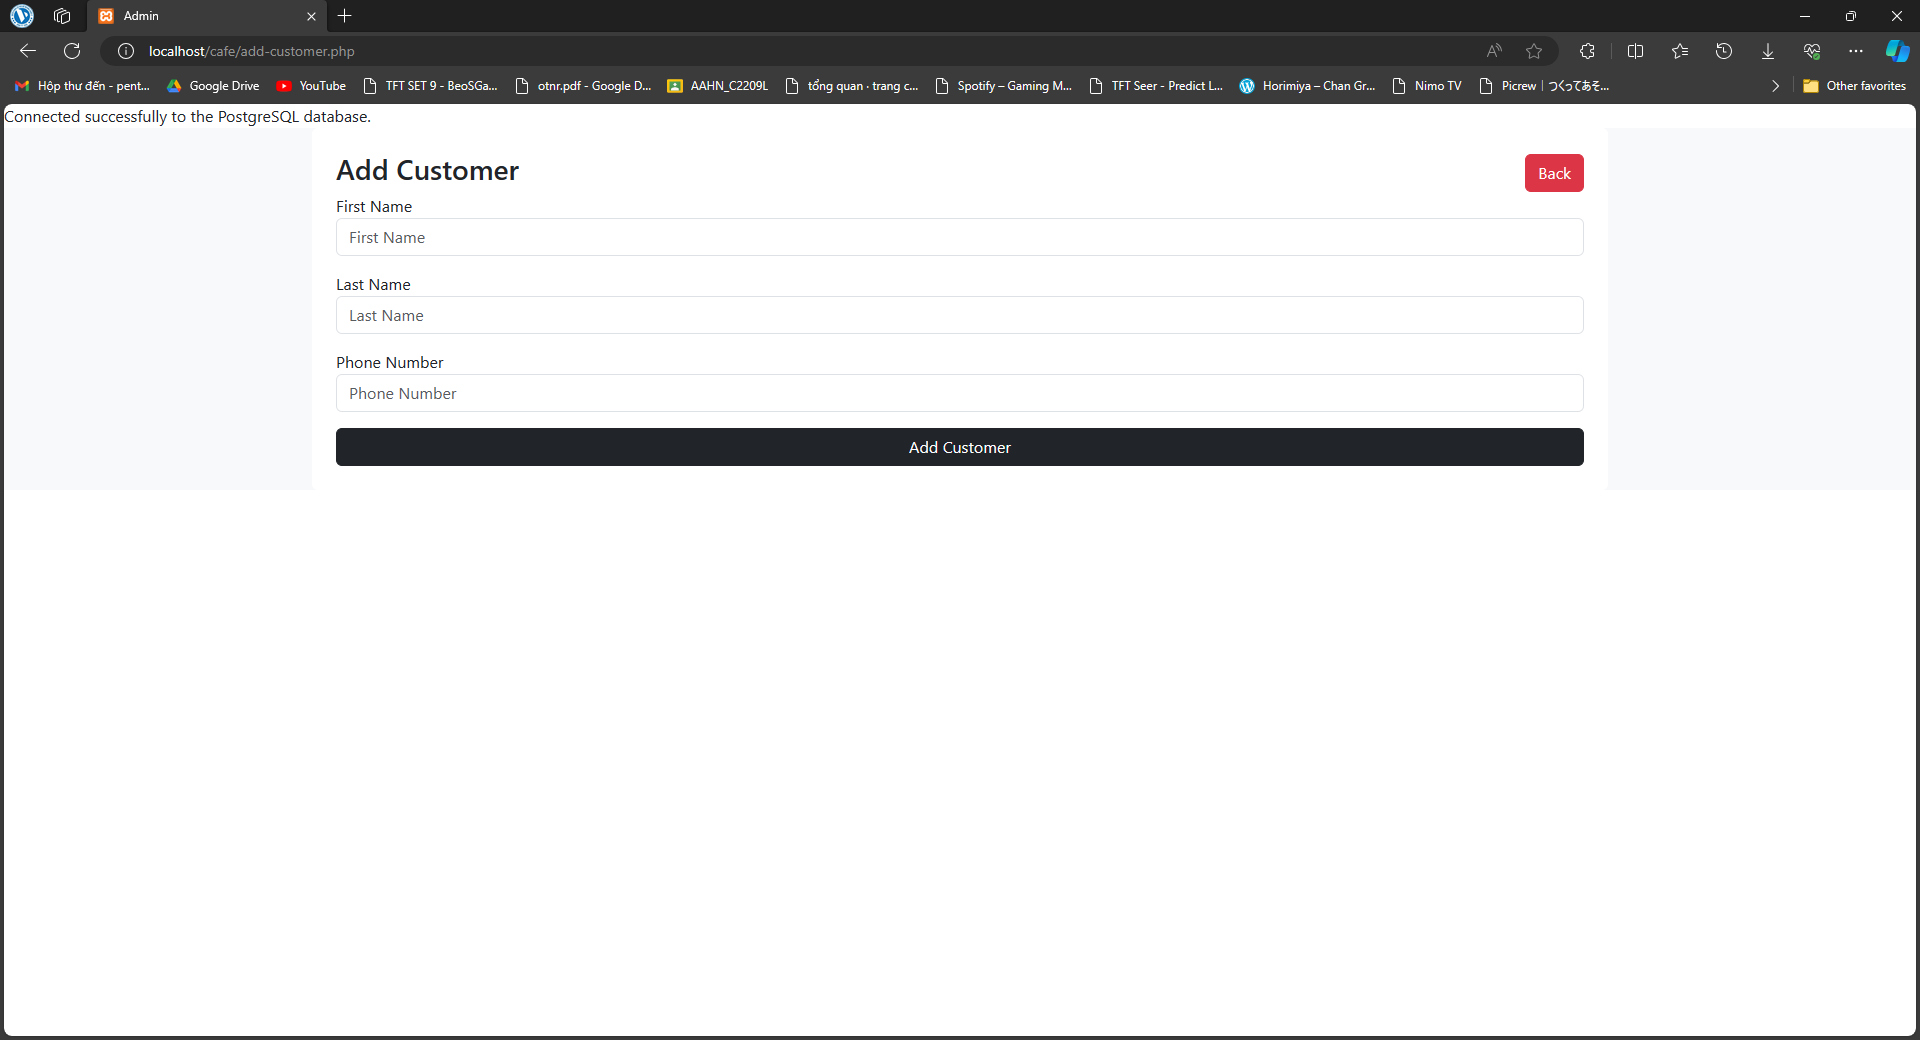 Admin
localhost/cafe/add-customer.php
Hộp thư đến - pent...
Google Drive
YouTube
TFT SET 9 - BeoSGa...
otnr.pdf - Google D...
AAHN_C2209L
tổng quan · trang c...
Spotify – Gaming M...
TFT Seer - Predict L...
Horimiya – Chan Gr...
Nimo TV
Picrew | つくってあそ...
Other favorites
Connected successfully to the PostgreSQL database.
Add Customer
Back
First Name
First Name
Last Name
Last Name
Phone Number
Phone Number
Add Customer